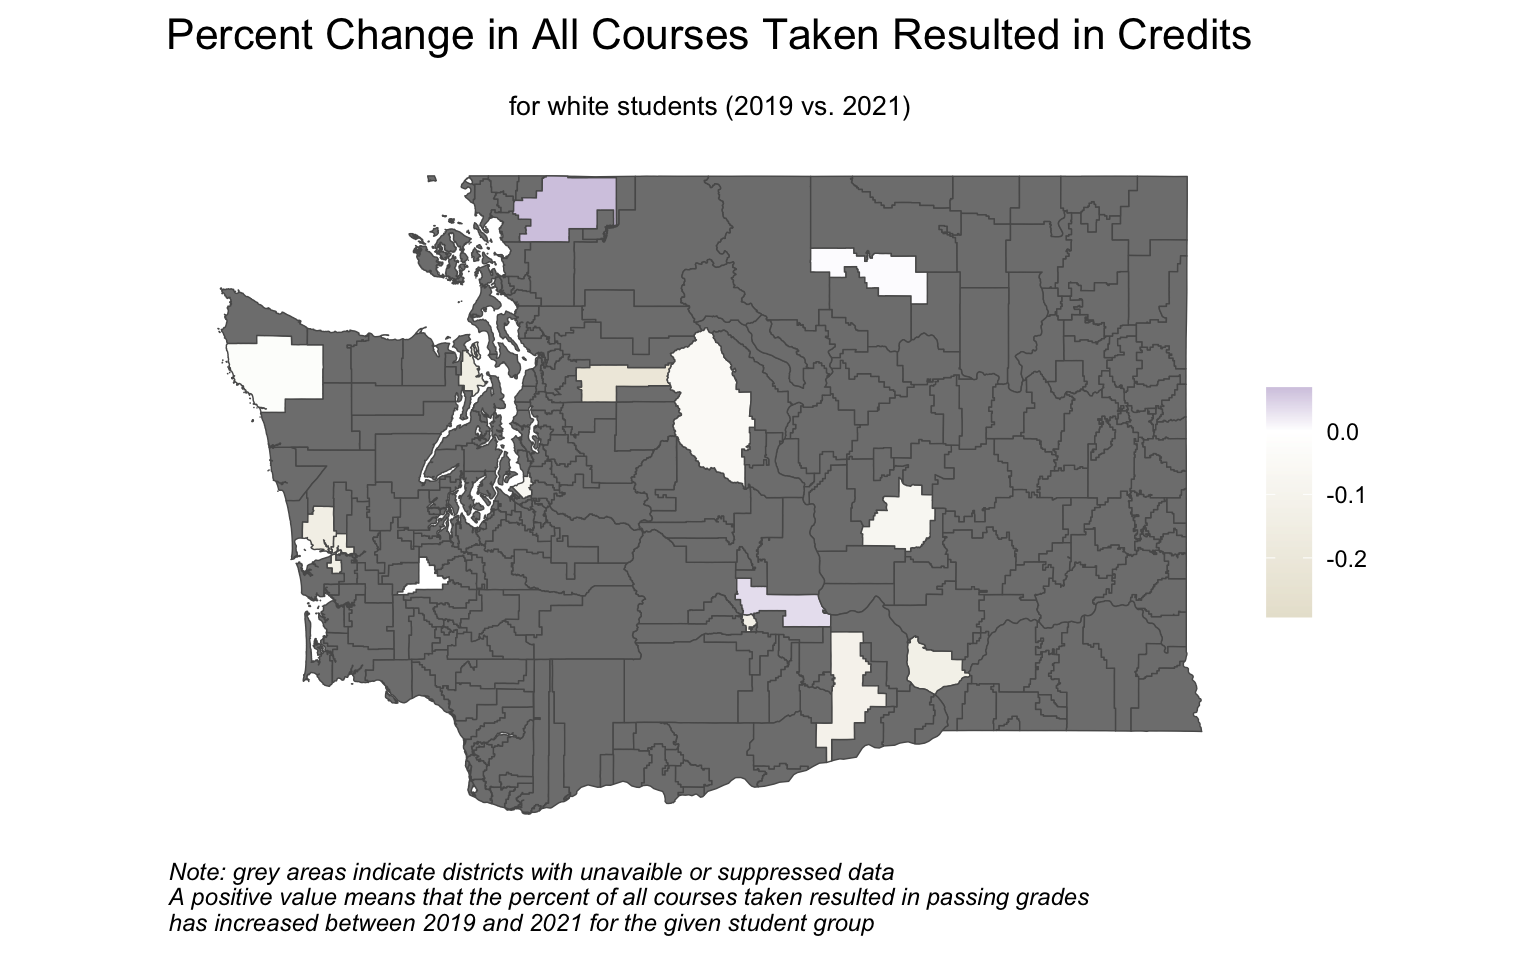 Percent Change in All Courses Taken Resulted in Credits
for white students (2019 vs. 2021)
0.0
-0.1
-0.2
Note: grey areas indicate districts with unavaible or suppressed data
A positive value means that the percent of all courses taken resulted in passing grades
has increased between 2019 and 2021 for the given student group